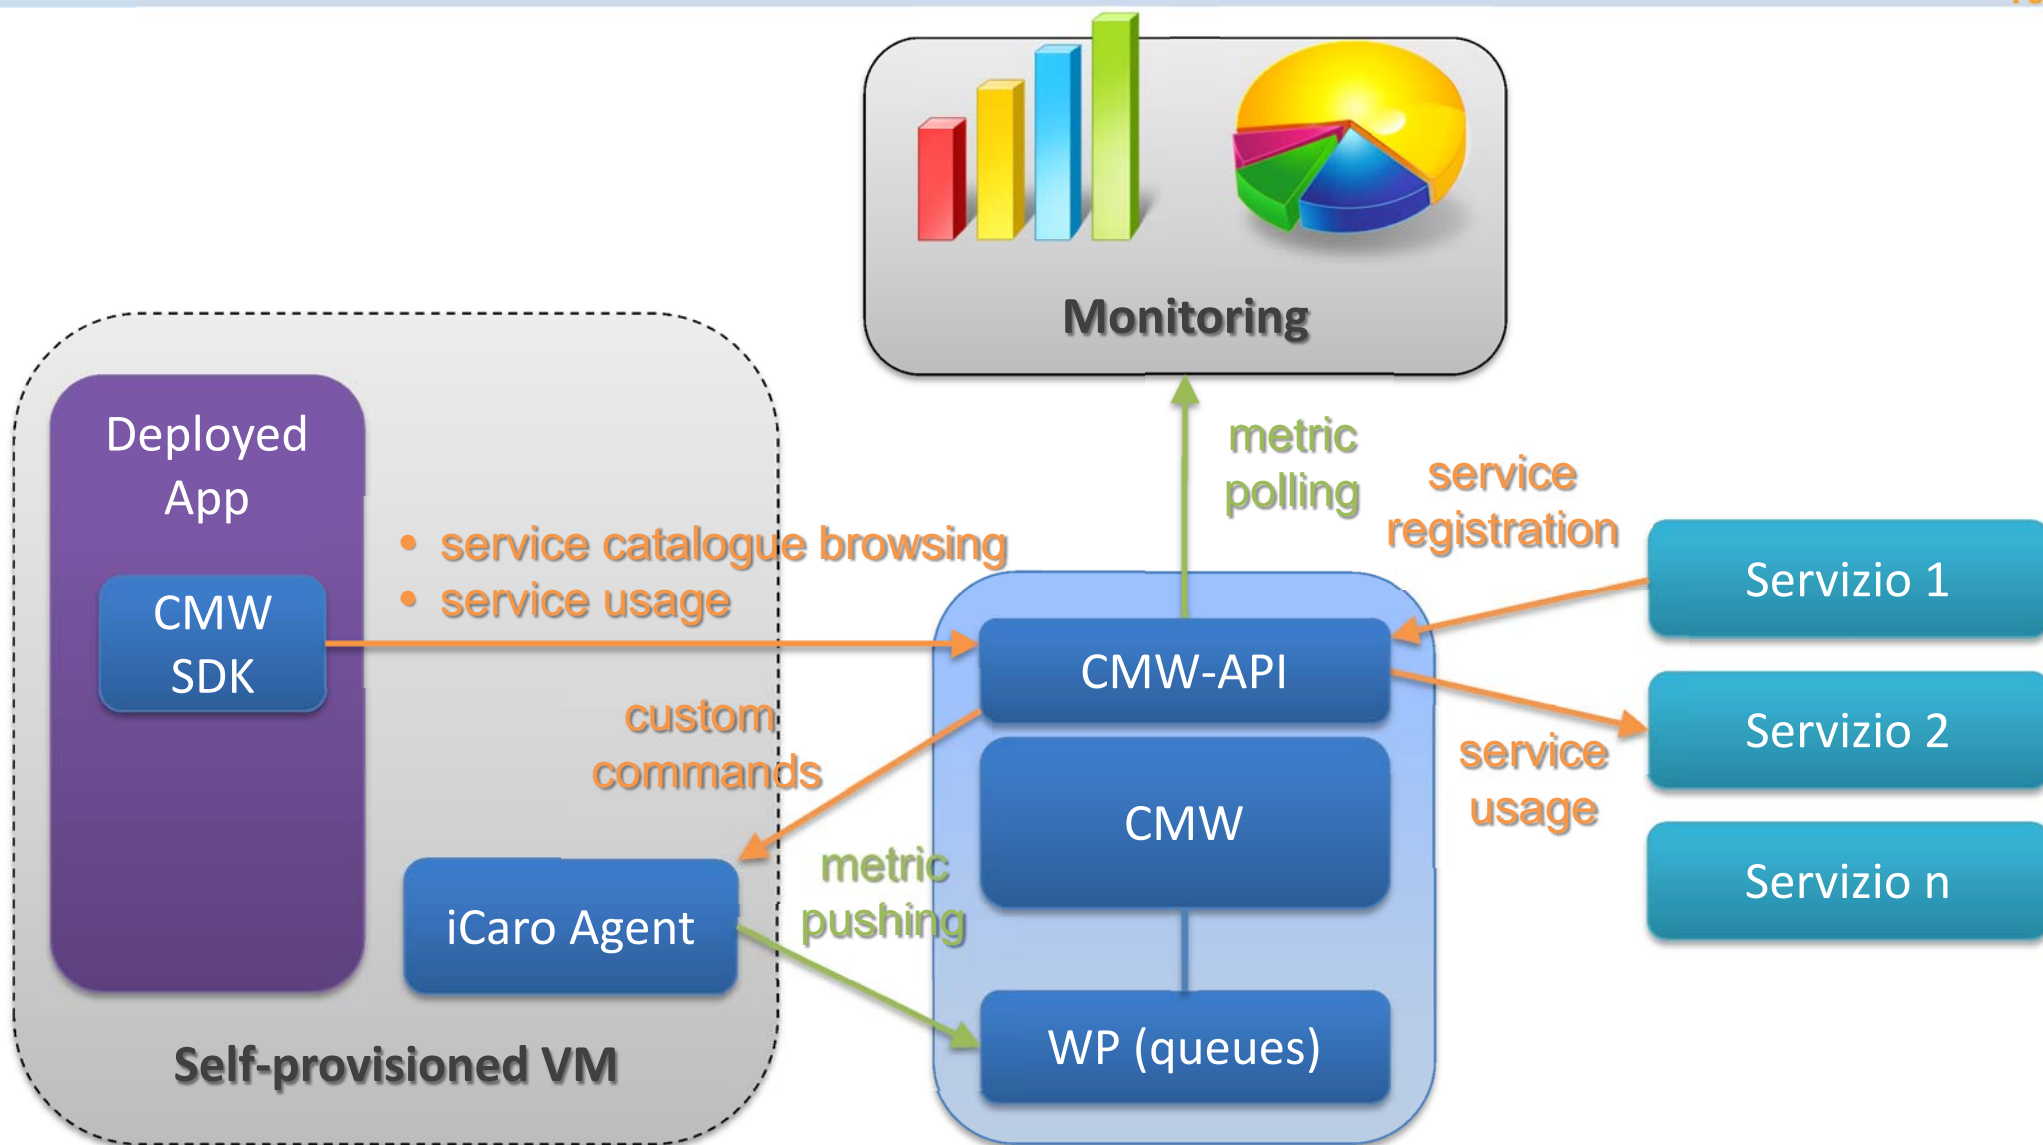 Monitoring
metric
polling
service
registration
Deployed
App
• service catalogue browsing
• service usage
CMW
SDK
custom
commands
CMW-API
Servizio 1
Servizio 2
service
usage
CMW
metric
pushing
iCaro Agent
Servizio n
WP (queues)
Self-provisioned VM